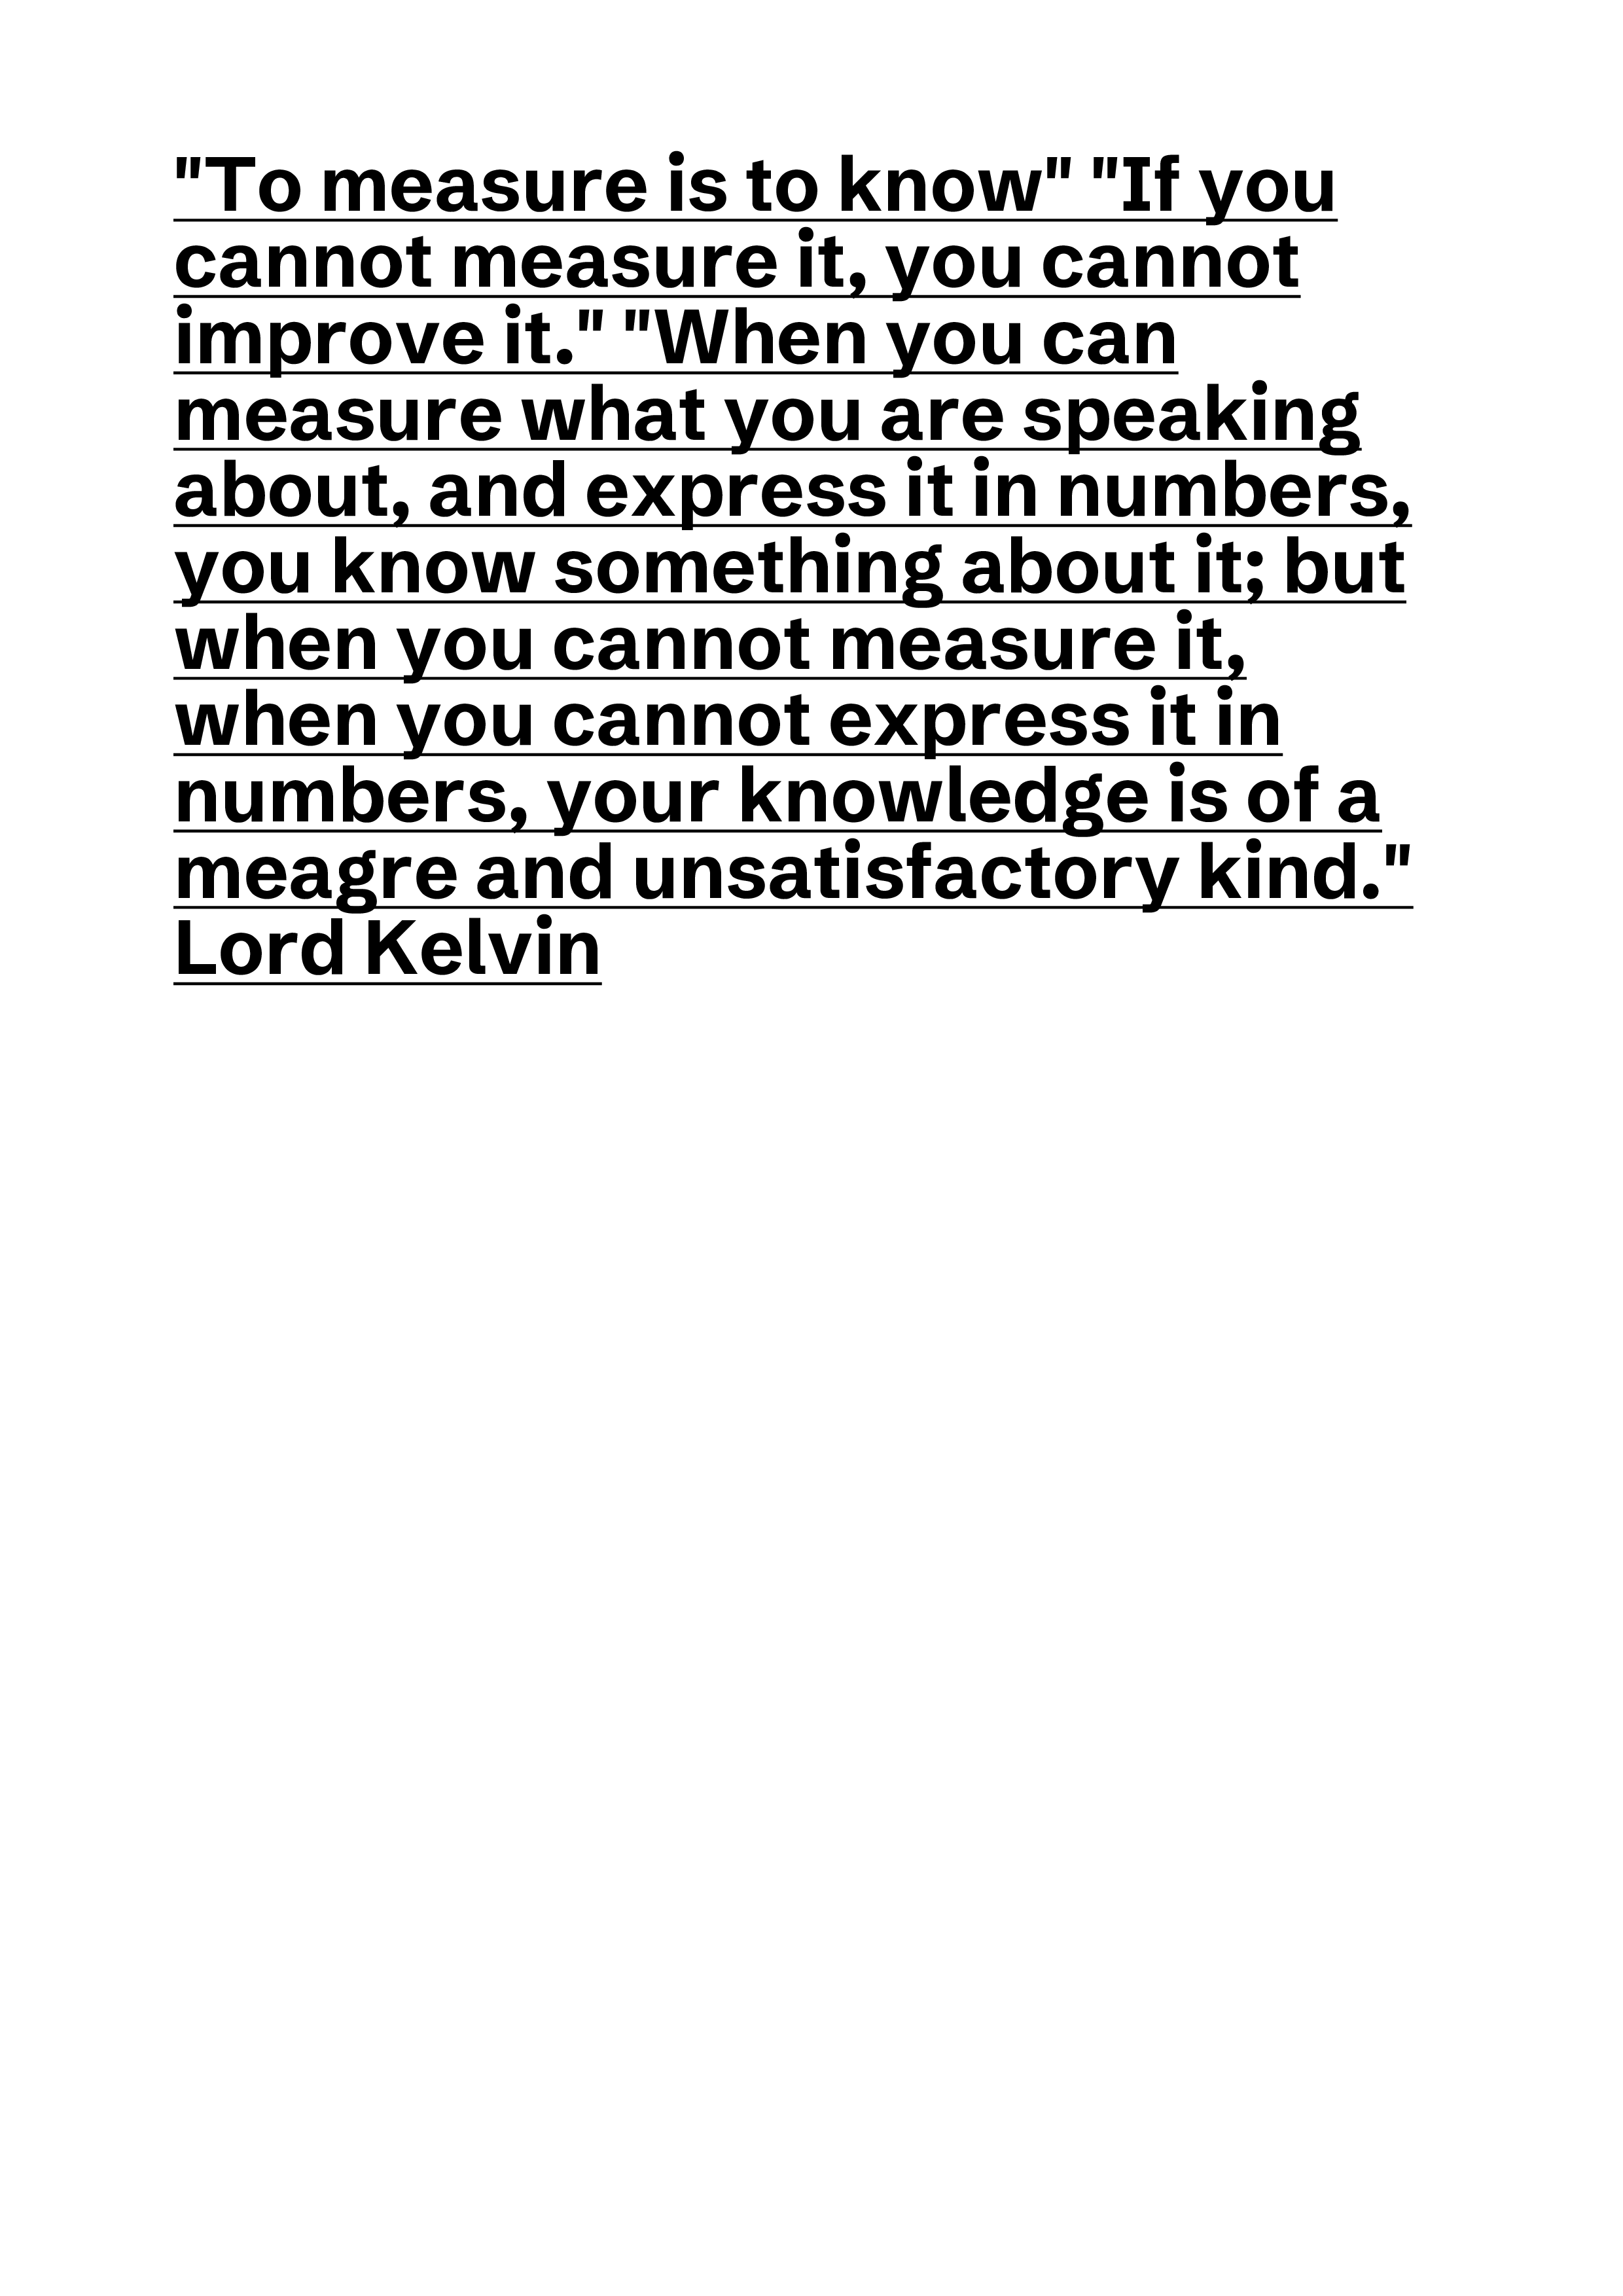 "To measure is to know" "If you
cannot measure it, you cannot
improve it." "When you can
measure what you are speaking
about, and express it in numbers,
you know something about it; but
when you cannot measure it,
when you cannot express it in
numbers, your knowledge is of a
meagre and unsatisfactory kind."
Lord Kelvin